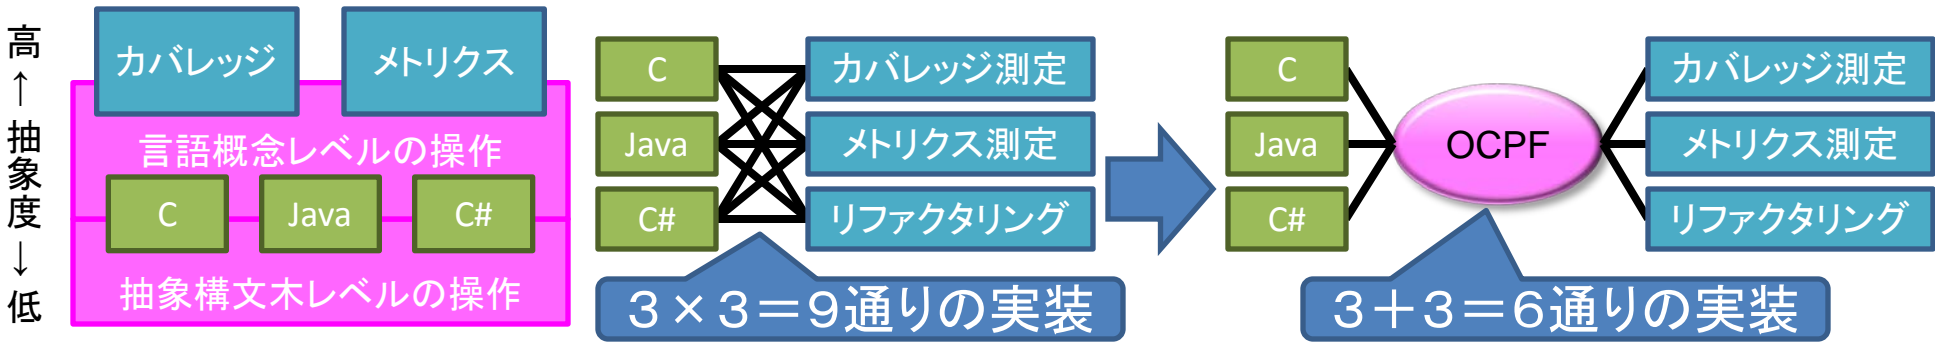 高
↑
抽象度
↓
低
カバレッジ
メトリクス
言語概念レベルの操作
C
Java
C#
抽象構文木レベルの操作
C
Java
C#
カバレッジ測定
メトリクス測定
リファクタリング
3×3=9通りの実装
C
Java
C#
OCPF
カバレッジ測定
メトリクス測定
リファクタリング
3+3=6通りの実装